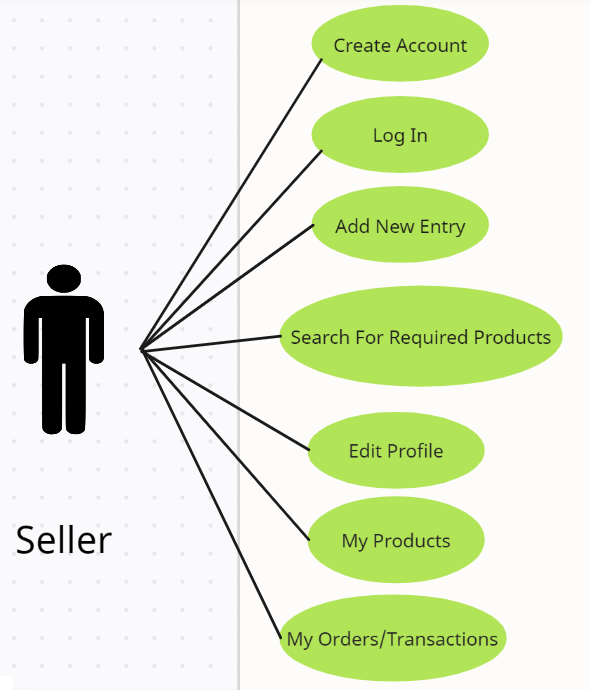 Create Account
Log In
Add New Entry
Search For Required Products
Edit Profile
My Products
My Orders/Transactions
Seller